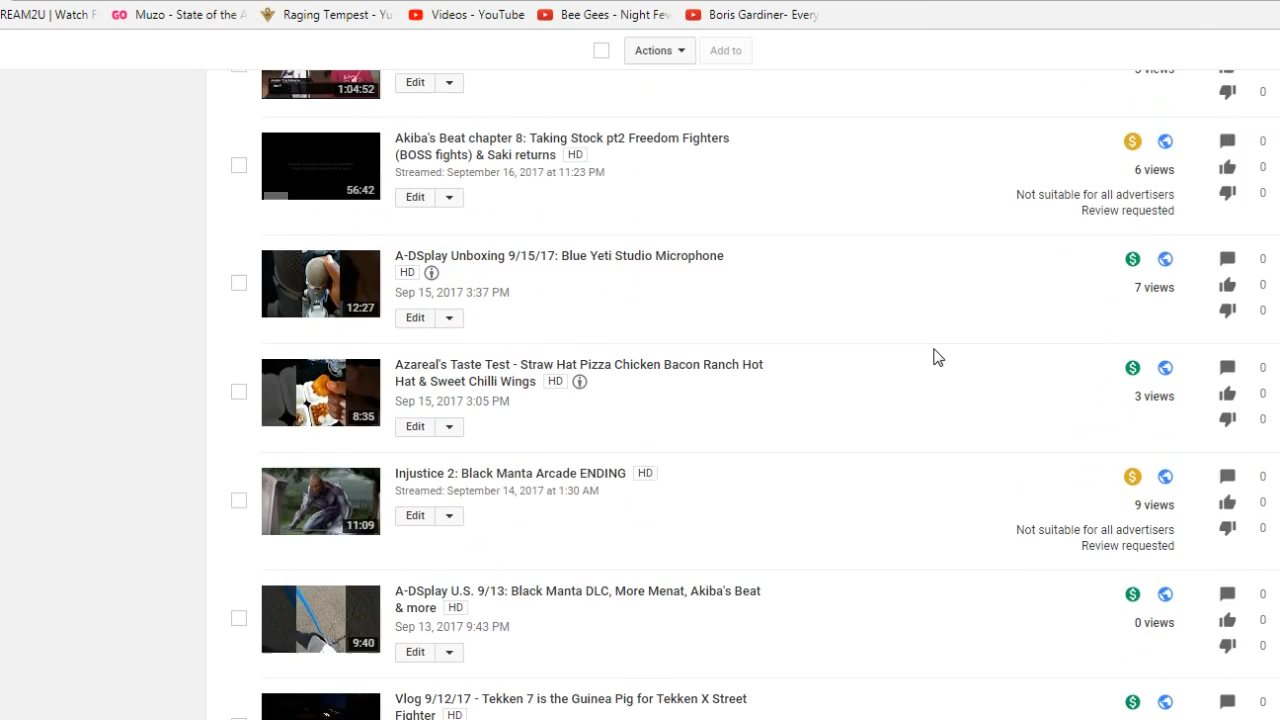 REAM2U | Watch F
GO Muzo - State of the A
Raging Tempest - Yu
Videos - YouTube
Bee Gees - Night Feve
Boris Gardiner- Every
Actions
Add to
1:04:52
Edit
3 views
0
Akiba's Beat chapter 8: Taking Stock pt2 Freedom Fighters
(BOSS fights) & Saki returns HD
Streamed: September 16, 2017 at 11:23 PM
56:42
Edit
6 views
Not suitable for all advertisers
Review requested
0
0
0
A-DSplay Unboxing 9/15/17: Blue Yeti Studio Microphone
HD
Sep 15, 2017 3:37 PM
12:27
Edit
7 views
0
0
0
Azareal's Taste Test - Straw Hat Pizza Chicken Bacon Ranch Hot
Hat & Sweet Chilli Wings HD
Sep 15, 2017 3:05 PM
8:35
Edit
3 views
0
0
0
Injustice 2: Black Manta Arcade ENDING HD
Streamed: September 14, 2017 at 1:30 AM
11:09
Edit
9 views
Not suitable for all advertisers
Review requested
0
0
0
A-DSplay U.S. 9/13: Black Manta DLC, More Menat, Akiba's Beat
& more HD
Sep 13, 2017 9:43 PM
9:40
Edit
0 views
0
0
0
Vlog 9/12/17 - Tekken 7 is the Guinea Pig for Tekken X Street
Fighter HD
0